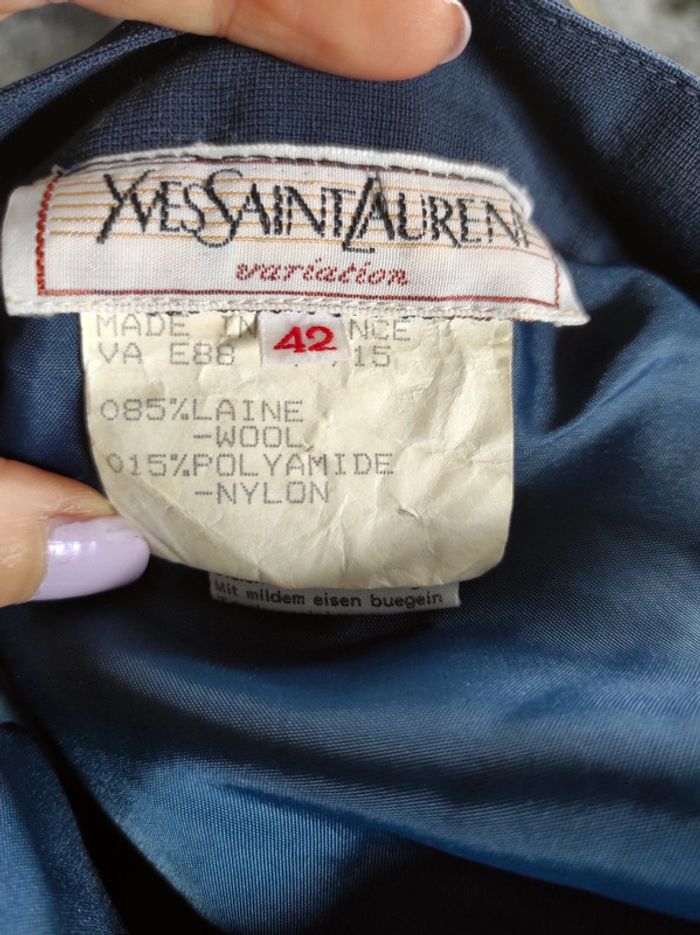 YVESSAINTLAURENT
variation
MADE IN 42 NCE
VA E88 15
085%LAINE
-WOOL
015%POLYAMIDE
-NYLON
Mit mildem eisen buegeln